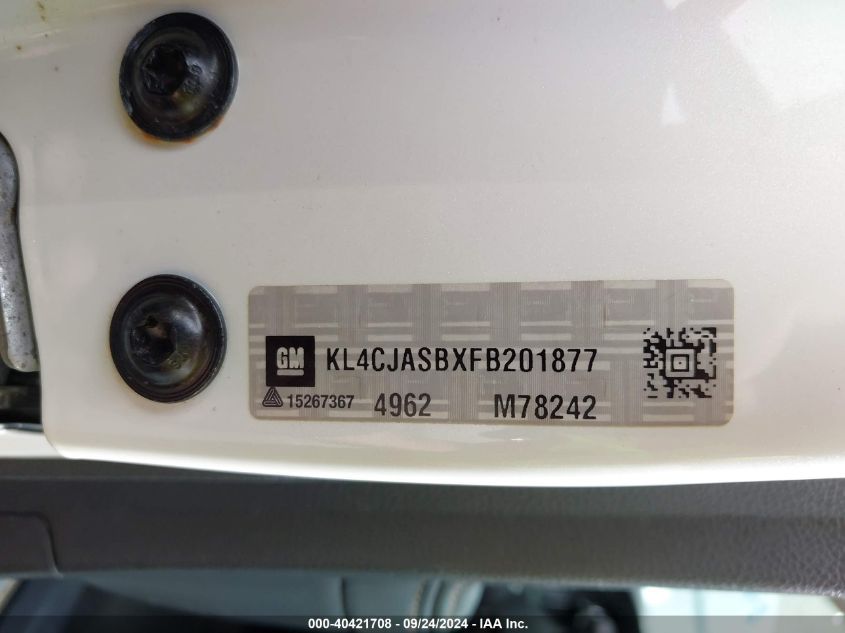 GM KL4CJASBXFB201877
15267367 4962 M78242
000-40421708 - 09/24/2024 - IAA Inc.